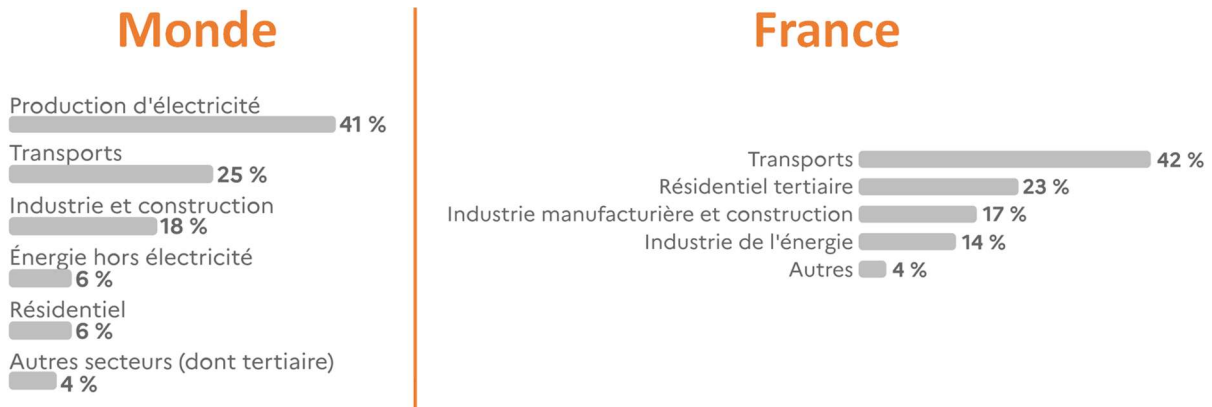 Monde
Production d'électricité
41 %
Transports
25 %
Industrie et construction
18 %
Énergie hors électricité
6 %
Résidentiel
6 %
Autres secteurs (dont tertiaire)
4 %
France
Transports 42 %
Résidentiel tertiaire 23 %
Industrie manufacturière et construction 17 %
Industrie de l'énergie 14 %
Autres 4 %